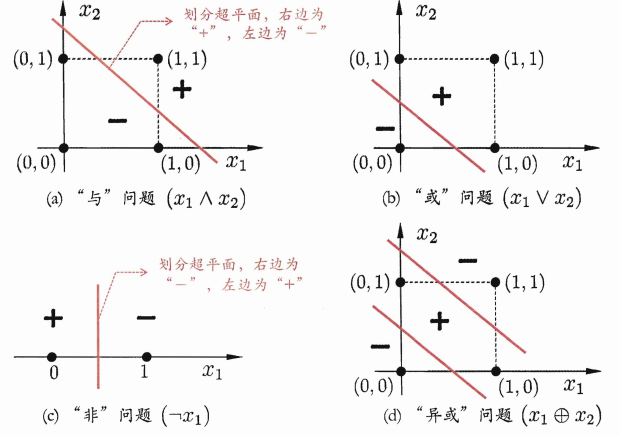 x₂
划分超平面，右边为
“+”，左边为“−”
(0, 1)
(1, 1)
+
−
(0,0)
(1,0)
x₁
(a) “与”问题 (x₁ ∧ x₂)
x₂
(0, 1)
(1, 1)
+
−
(0,0)
(1,0)
x₁
(b) “或”问题 (x₁ ∨ x₂)
划分超平面，右边为
“−”，左边为“+”
+
−
0
1
x₁
(c) “非”问题 (¬x₁)
x₂
−
(0, 1)
(1, 1)
+
−
(0,0)
(1,0)
x₁
(d) “异或”问题 (x₁ ⊕ x₂)